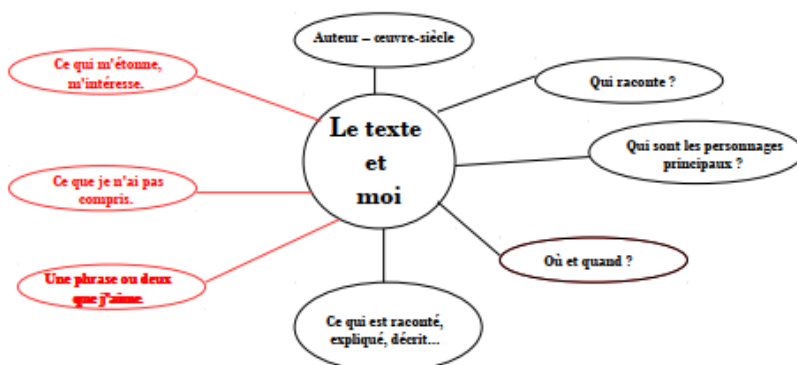 Auteur – œuvre-siècle
Ce qui m'étonne,
m'intéresse.
Qui raconte ?
Le texte
et
moi
Qui sont les personnages
principaux ?
Ce que je n'ai pas
compris.
Où et quand ?
Une phrase ou deux
que j'aime.
Ce qui est raconté,
expliqué, décrit...